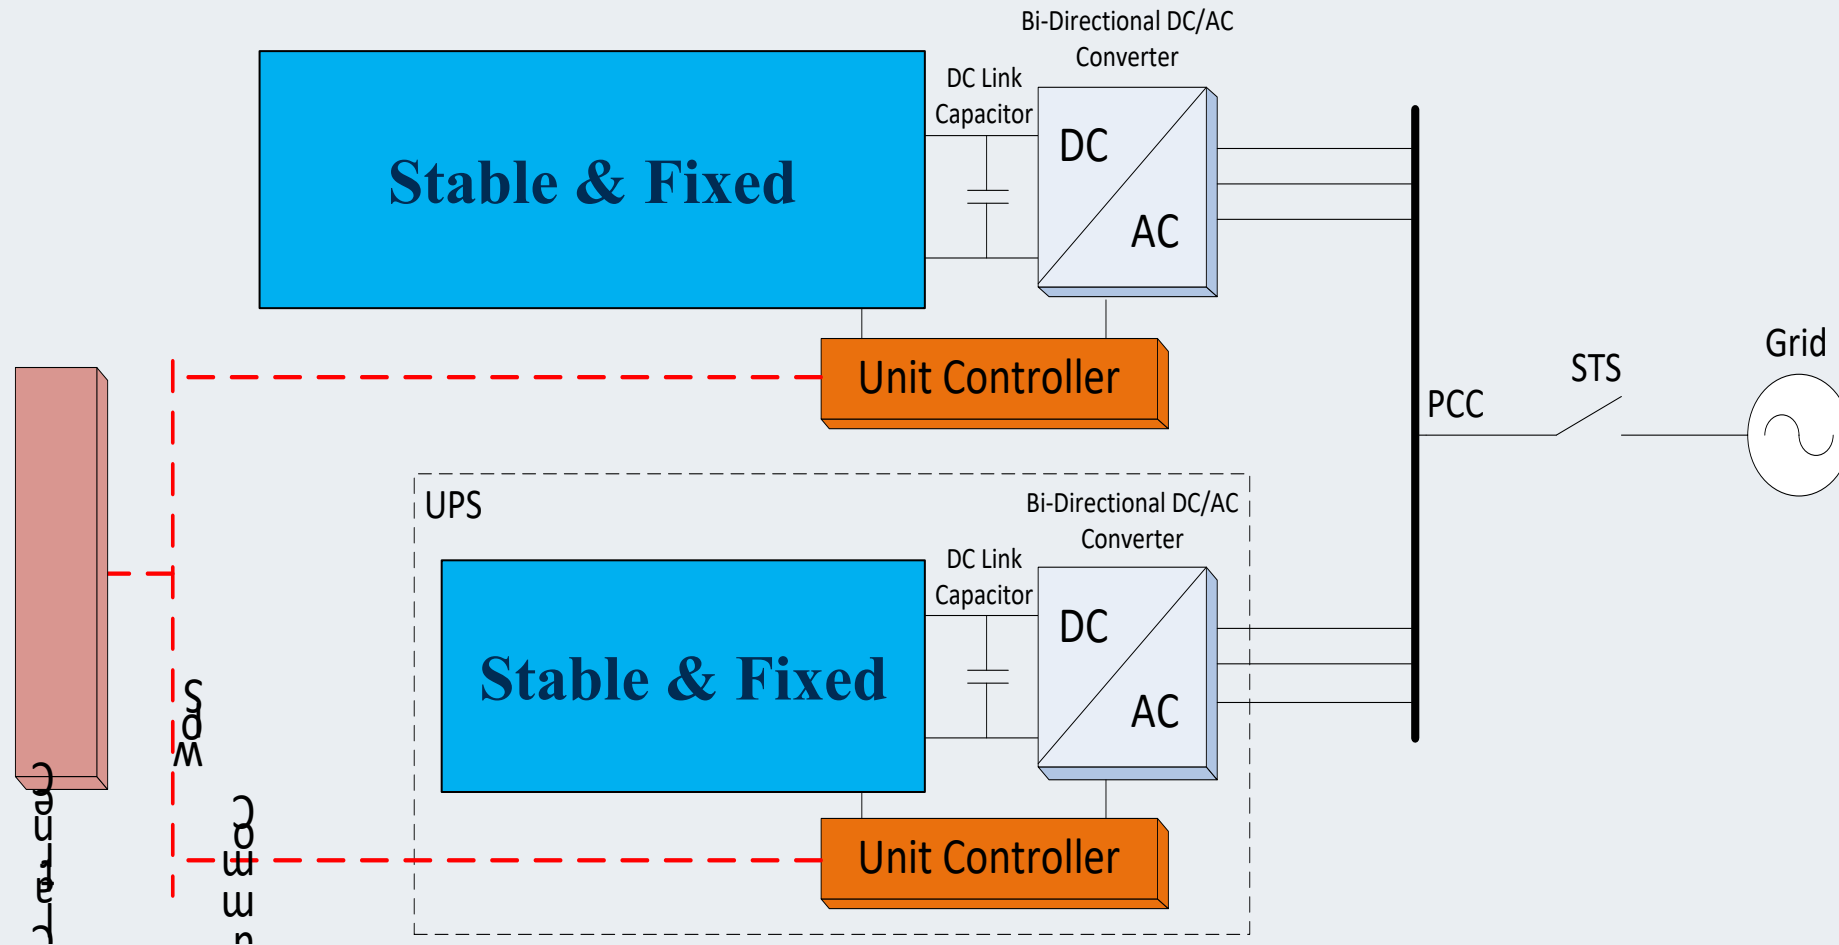 Bi-Directional DC/AC
Converter
DC Link
Capacitor
DC
AC
Stable & Fixed
Unit Controller
Grid
STS
PCC
UPS
Bi-Directional DC/AC
Converter
DC Link
Capacitor
DC
AC
Stable & Fixed
Unit Controller